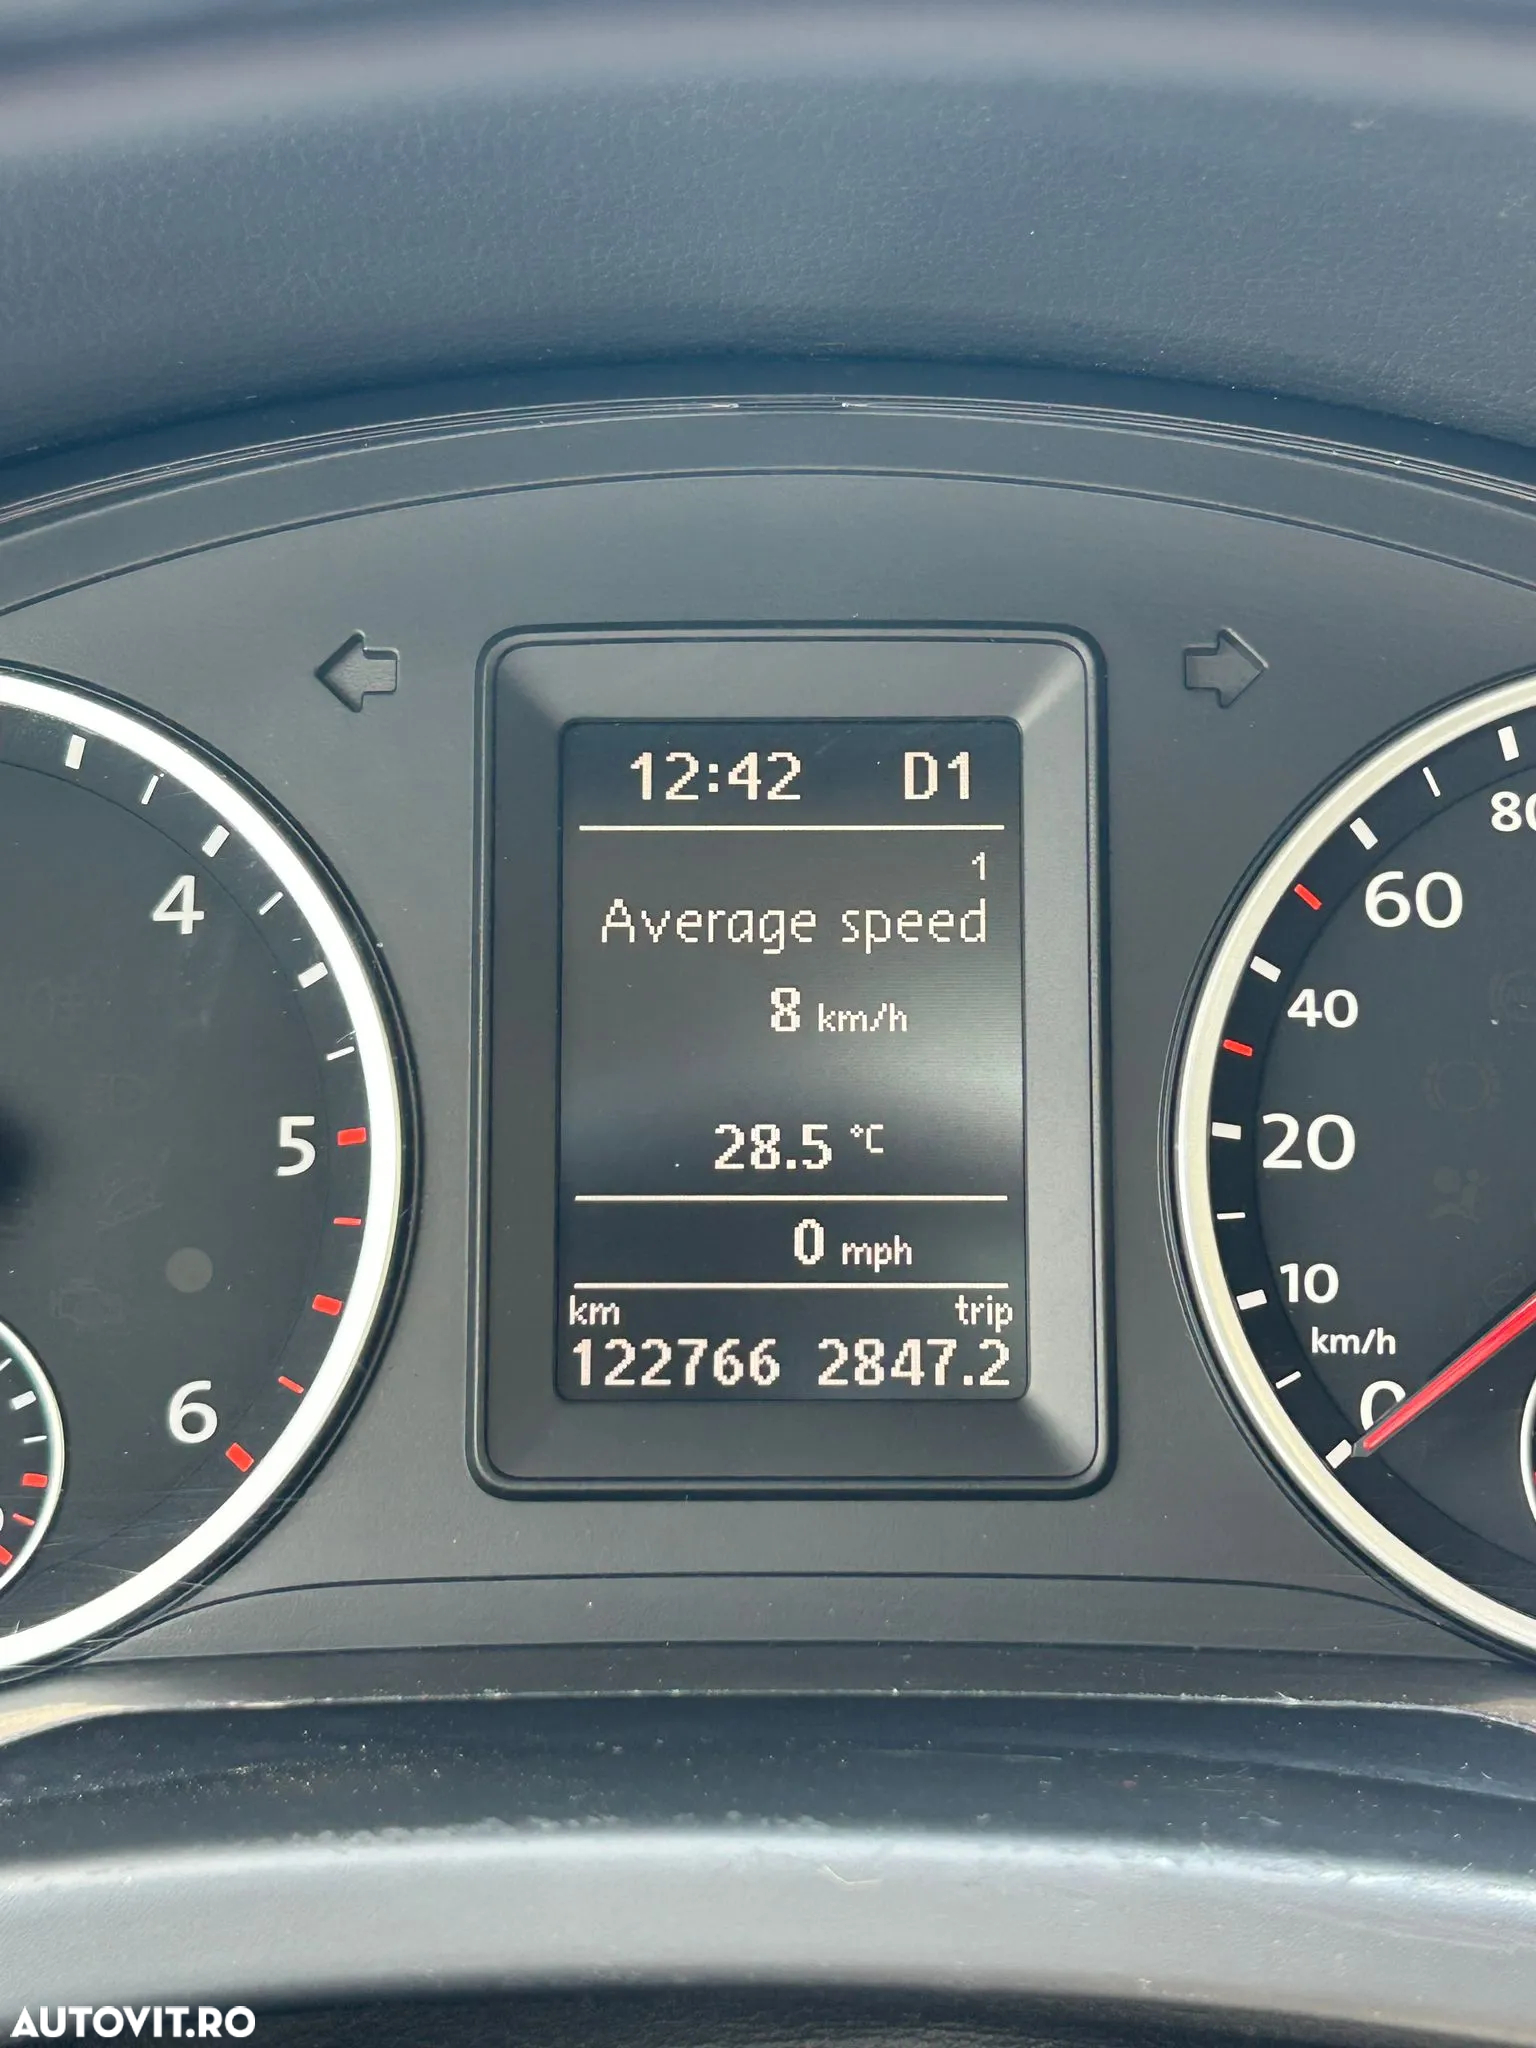 12:42 D1
1
Average speed
8 km/h
28.5 °C
0 mph
km trip
122766 2847.2
4
5
6
80
60
40
20
10
km/h
0
AUTOVIT.RO